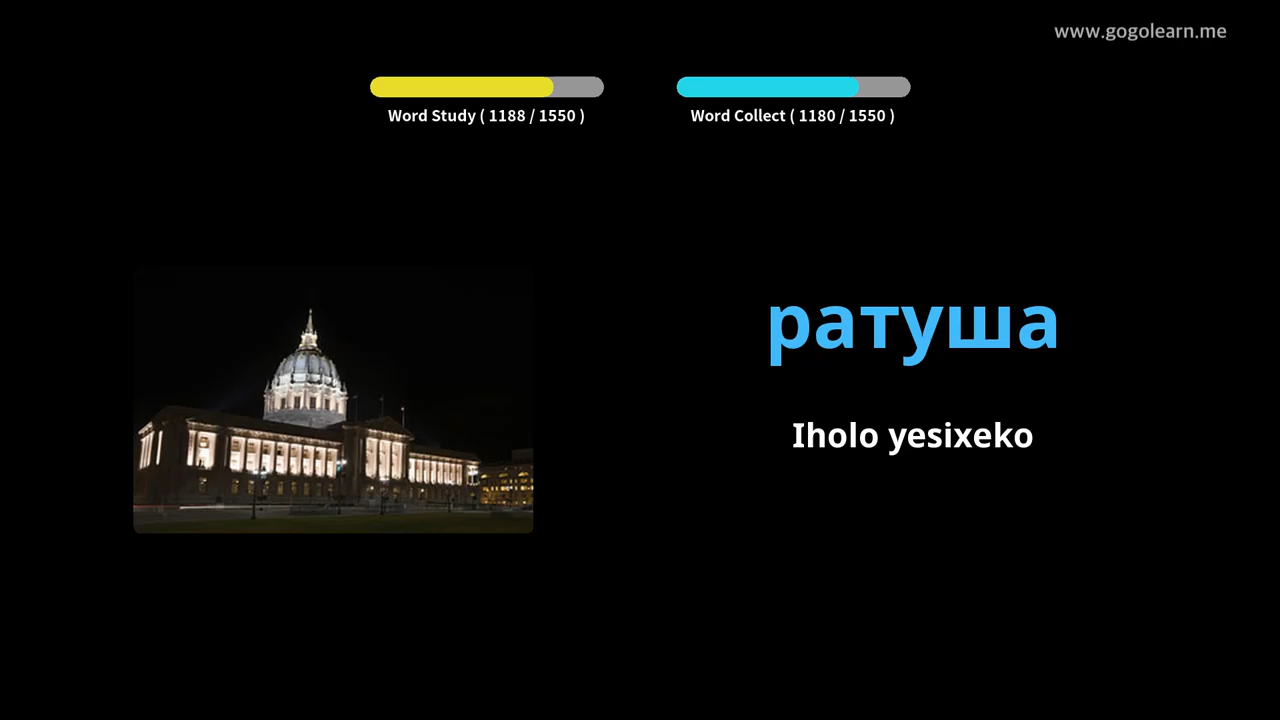 www.gogolearn.me
Word Study ( 1188 / 1550 )
Word Collect ( 1180 / 1550 )
ратуша
Iholo yesixeko